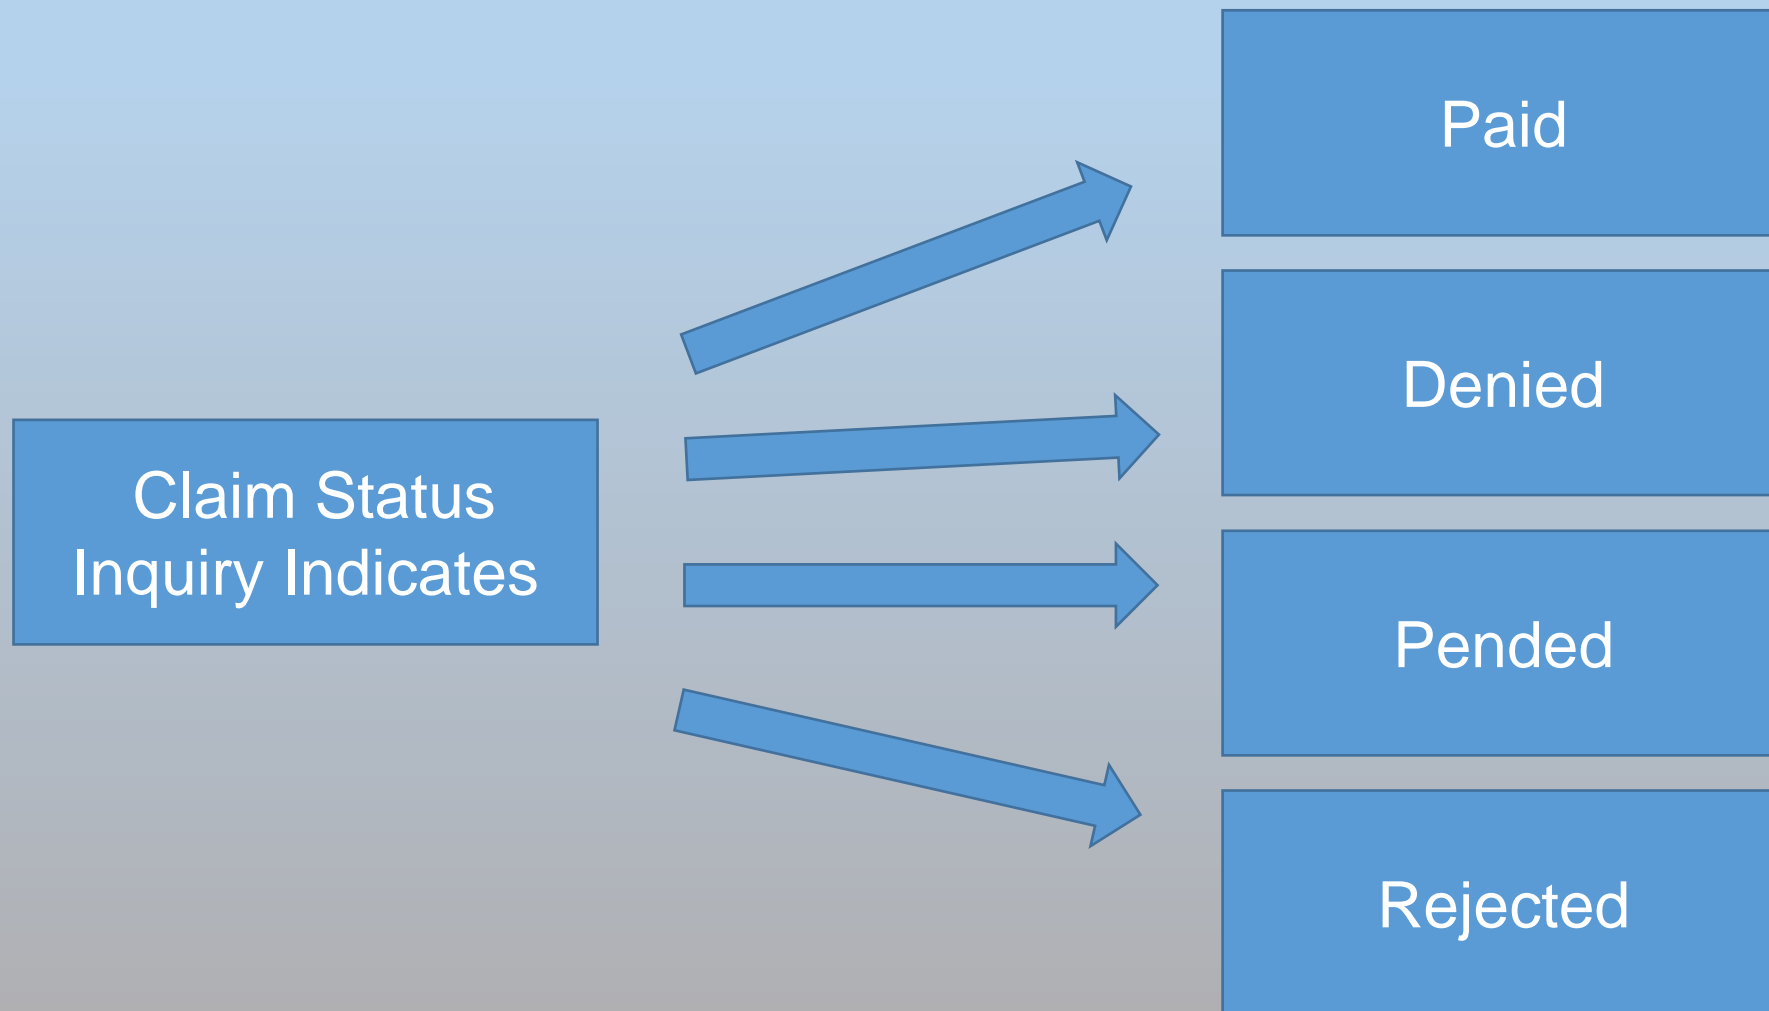 Claim Status
Inquiry Indicates
Paid
Denied
Pended
Rejected